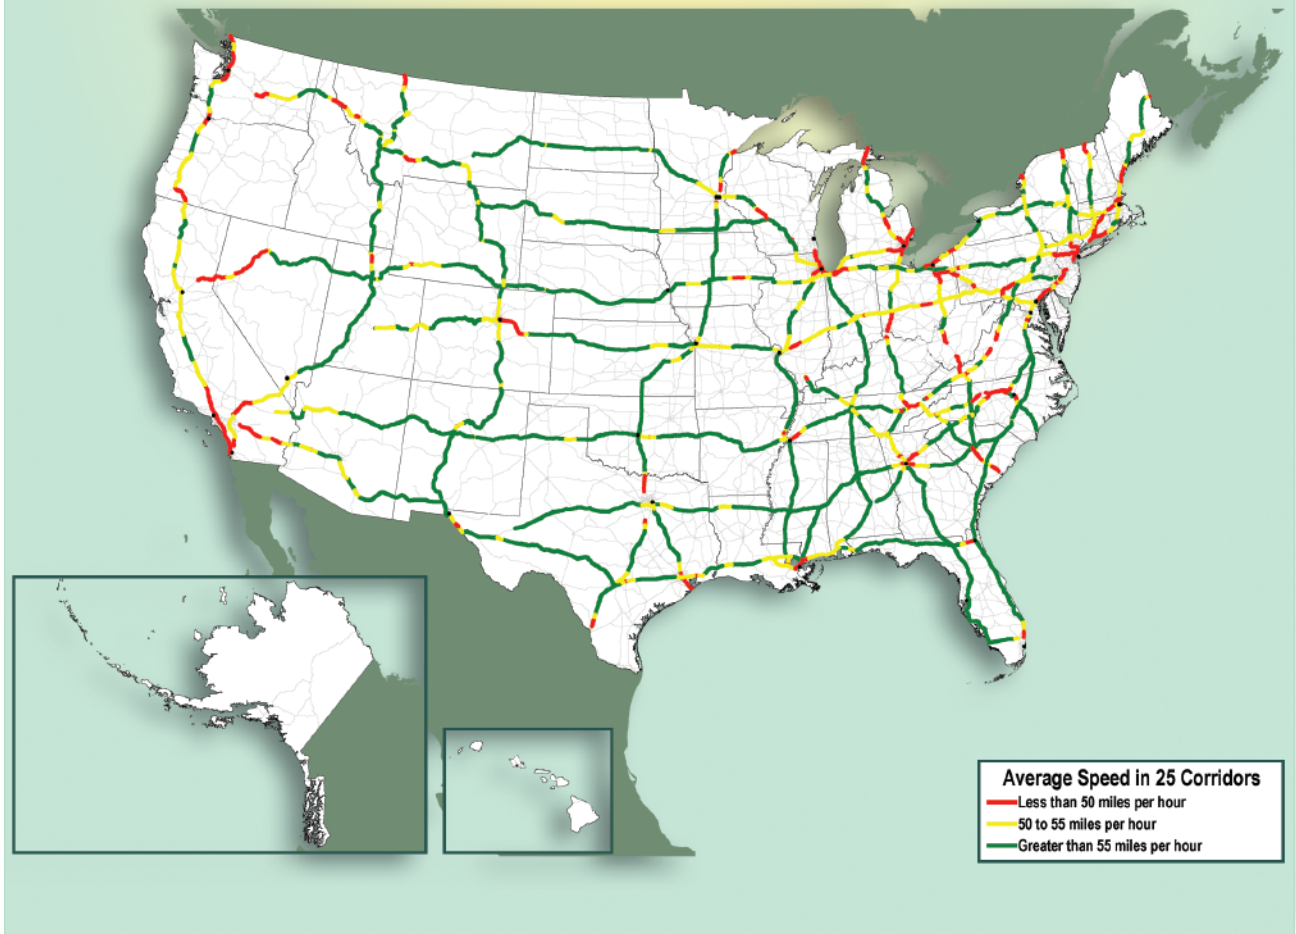 Average Speed in 25 Corridors
Less than 50 miles per hour
50 to 55 miles per hour
Greater than 55 miles per hour